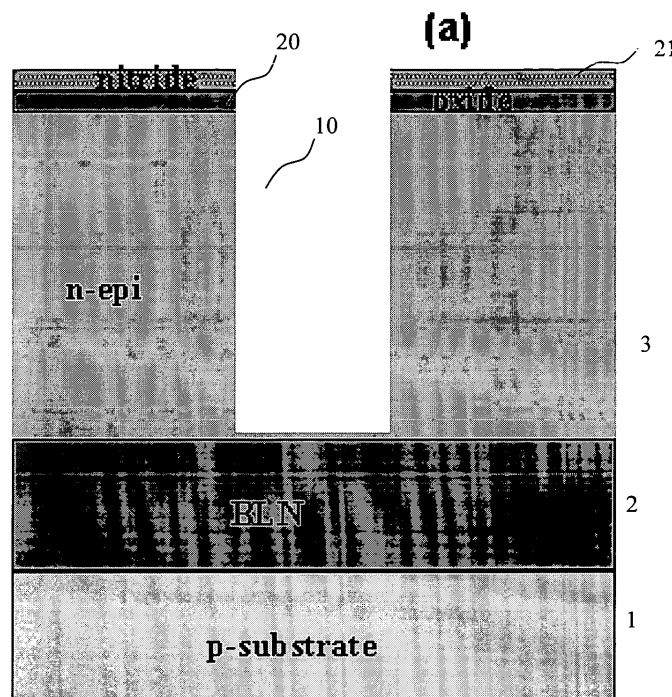 (a)
21
nitride
20
oxide
10
n-epi
3
BLN
2
p-substrate
1